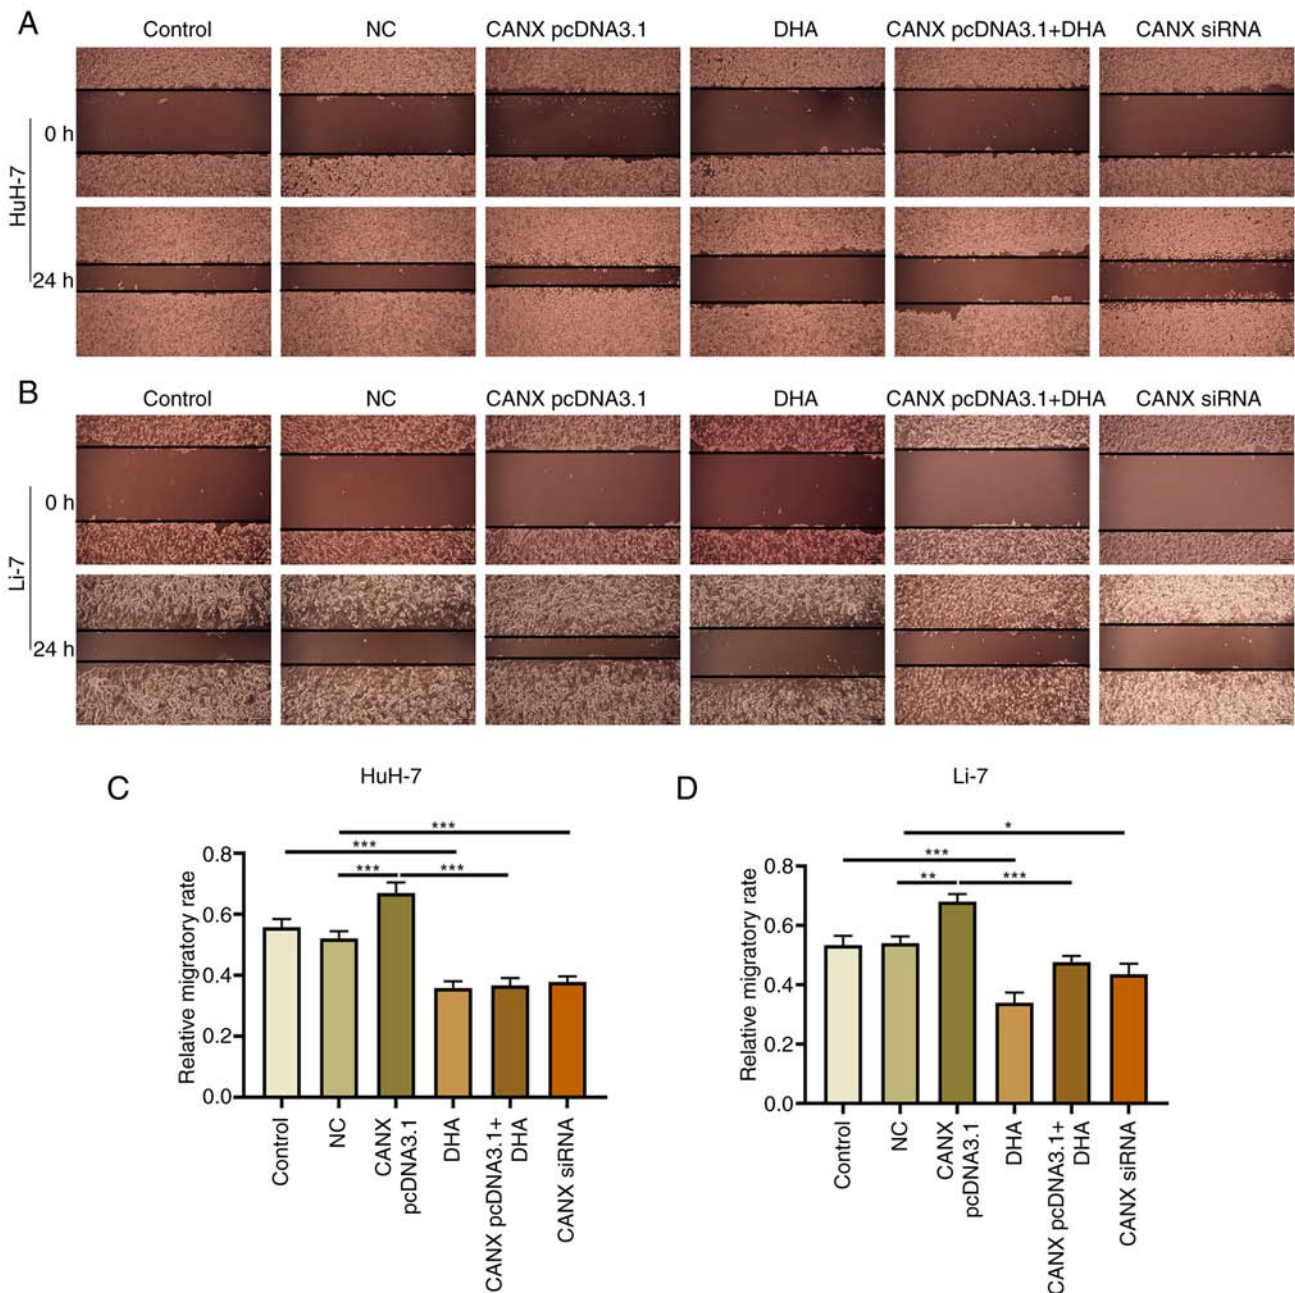 A
Control NC CANX pcDNA3.1 DHA CANX pcDNA3.1+DHA CANX siRNA
HuH-7
0 h
24 h
B
Control NC CANX pcDNA3.1 DHA CANX pcDNA3.1+DHA CANX siRNA
Li-7
0 h
24 h
C
HuH-7
***
***
*** ***
Relative migratory rate
0.8
0.6
0.4
0.2
0.0
Control
NC
CANX
pcDNA3.1
DHA
CANX pcDNA3.1+
DHA
CANX siRNA
D
Li-7
*
***
** ***
Relative migratory rate
0.8
0.6
0.4
0.2
0.0
Control
NC
CANX
pcDNA3.1
DHA
CANX pcDNA3.1+
DHA
CANX siRNA